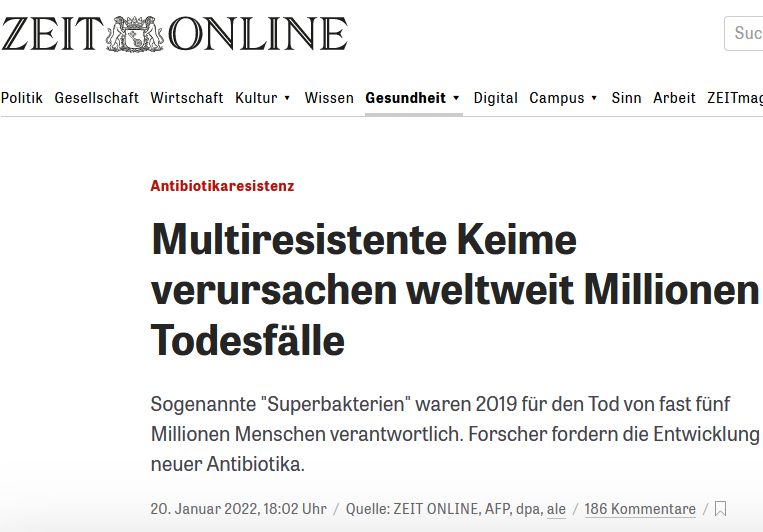 ZEIT ONLINE
Suc
Politik Gesellschaft Wirtschaft Kultur ▾ Wissen Gesundheit ▾ Digital Campus ▾ Sinn Arbeit ZEITmag
Antibiotikaresistenz
Multiresistente Keime
verursachen weltweit Millionen
Todesfälle
Sogenannte "Superbakterien" waren 2019 für den Tod von fast fünf
Millionen Menschen verantwortlich. Forscher fordern die Entwicklung
neuer Antibiotika.
20. Januar 2022, 18:02 Uhr / Quelle: ZEIT ONLINE, AFP, dpa, ale / 186 Kommentare /